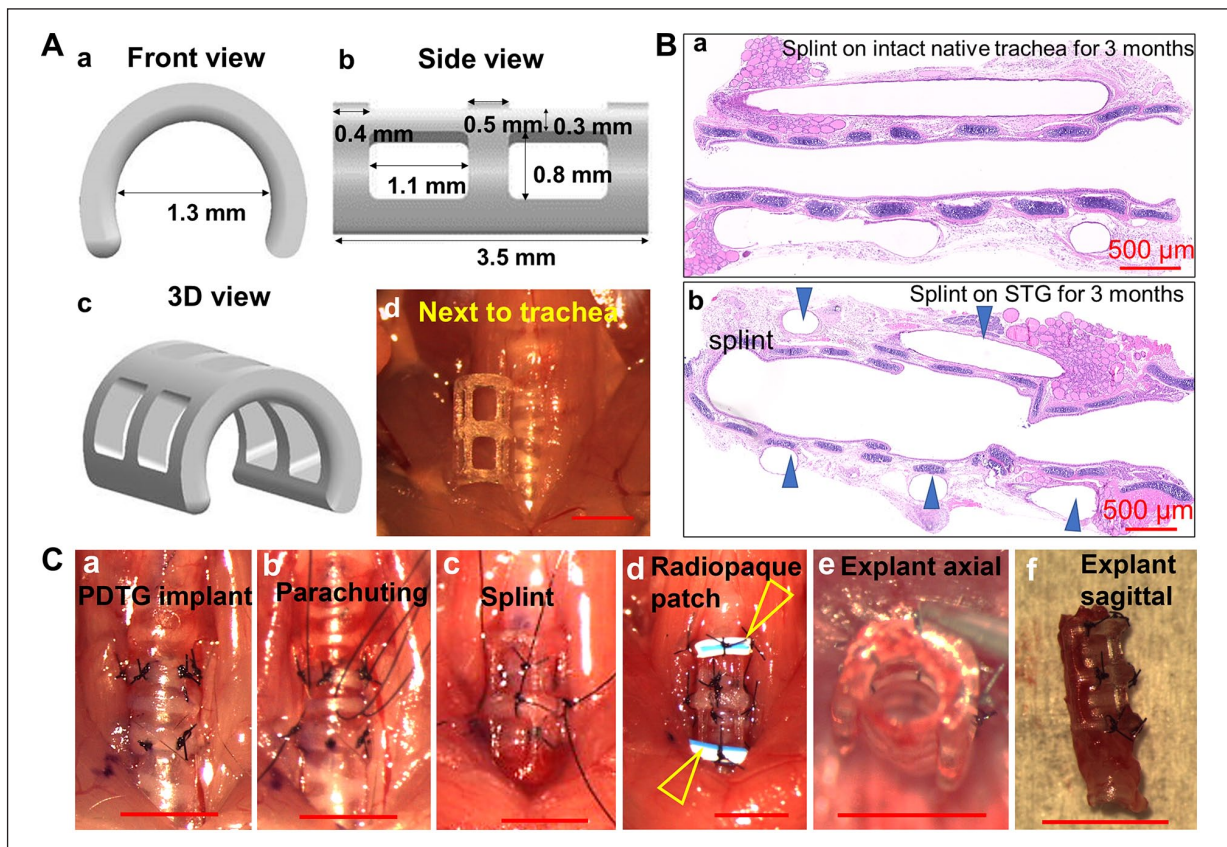 A
a
Front view
1.3 mm
b
Side view
0.4 mm
0.5 mm
0.3 mm
1.1 mm
0.8 mm
3.5 mm
c
3D view
d
Next to trachea
B
a
Splint on intact native trachea for 3 months
500 µm
b
Splint on STG for 3 months
splint
500 µm
C
a
PDTG implant
b
Parachuting
c
Splint
d
Radiopaque
patch
e
Explant axial
f
Explant
sagittal